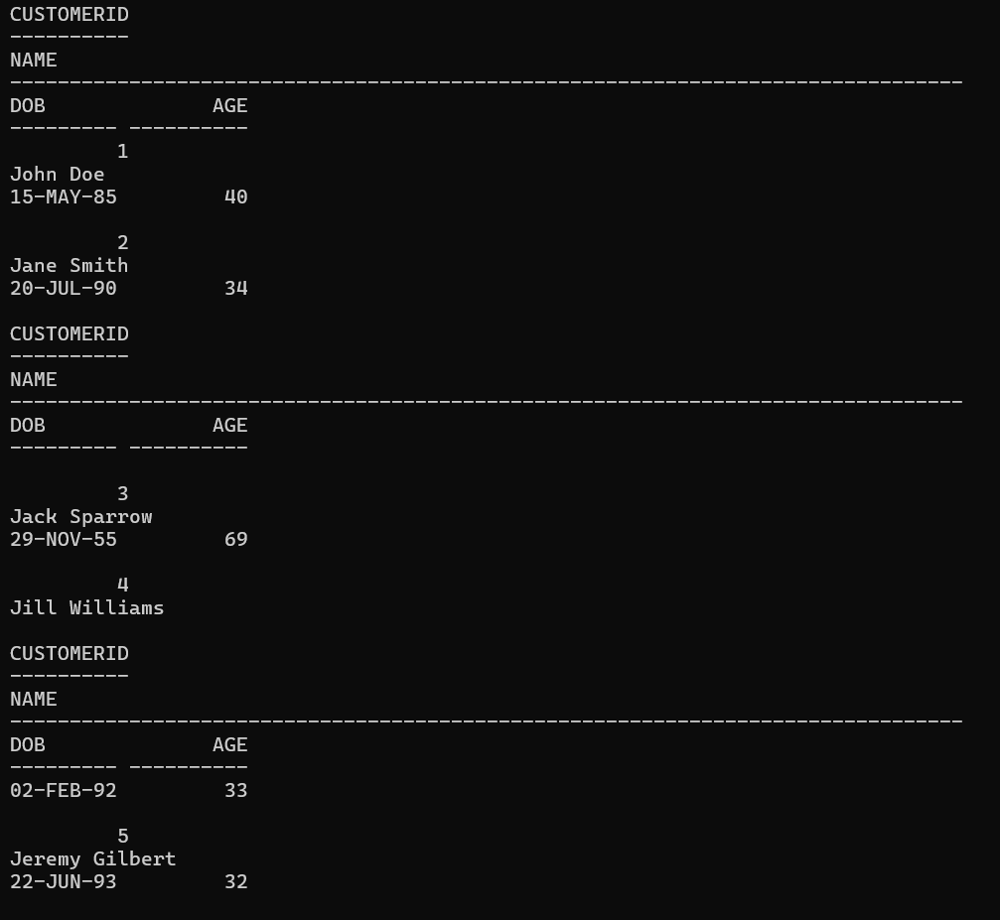 CUSTOMERID
----------
NAME
--------------------------------------------------------------------------------
DOB              AGE
--------- ----------
         1
John Doe
15-MAY-85         40

         2
Jane Smith
20-JUL-90         34

CUSTOMERID
----------
NAME
--------------------------------------------------------------------------------
DOB              AGE
--------- ----------

         3
Jack Sparrow
29-NOV-55         69

         4
Jill Williams

CUSTOMERID
----------
NAME
--------------------------------------------------------------------------------
DOB              AGE
--------- ----------
02-FEB-92         33

         5
Jeremy Gilbert
22-JUN-93         32